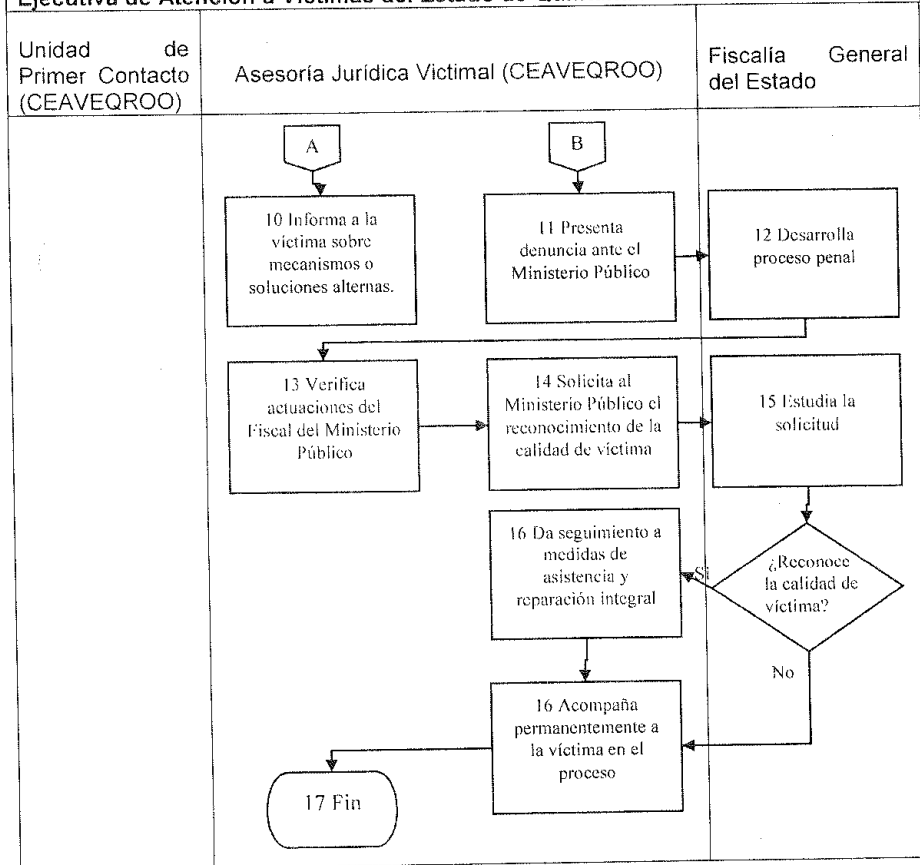 Ejecutiva de Atención a Víctimas del Estado de
Unidad de
Primer Contacto
(CEAVEQROO)
Asesoría Jurídica Victimal (CEAVEQROO)
Fiscalía General
del Estado
A
B
10 Informa a la
víctima sobre
mecanismos o
soluciones alternas.
11 Presenta
denuncia ante el
Ministerio Público
12 Desarrolla
proceso penal
13 Verifica
actuaciones del
Fiscal del Ministerio
Público
14 Solicita al
Ministerio Público el
reconocimiento de la
calidad de víctima
15 Estudia la
solicitud
16 Da seguimiento a
medidas de
asistencia y
reparación integral
Si
¿Reconoce
la calidad de
víctima?
No
16 Acompaña
permanentemente a
la víctima en el
proceso
17 Fin